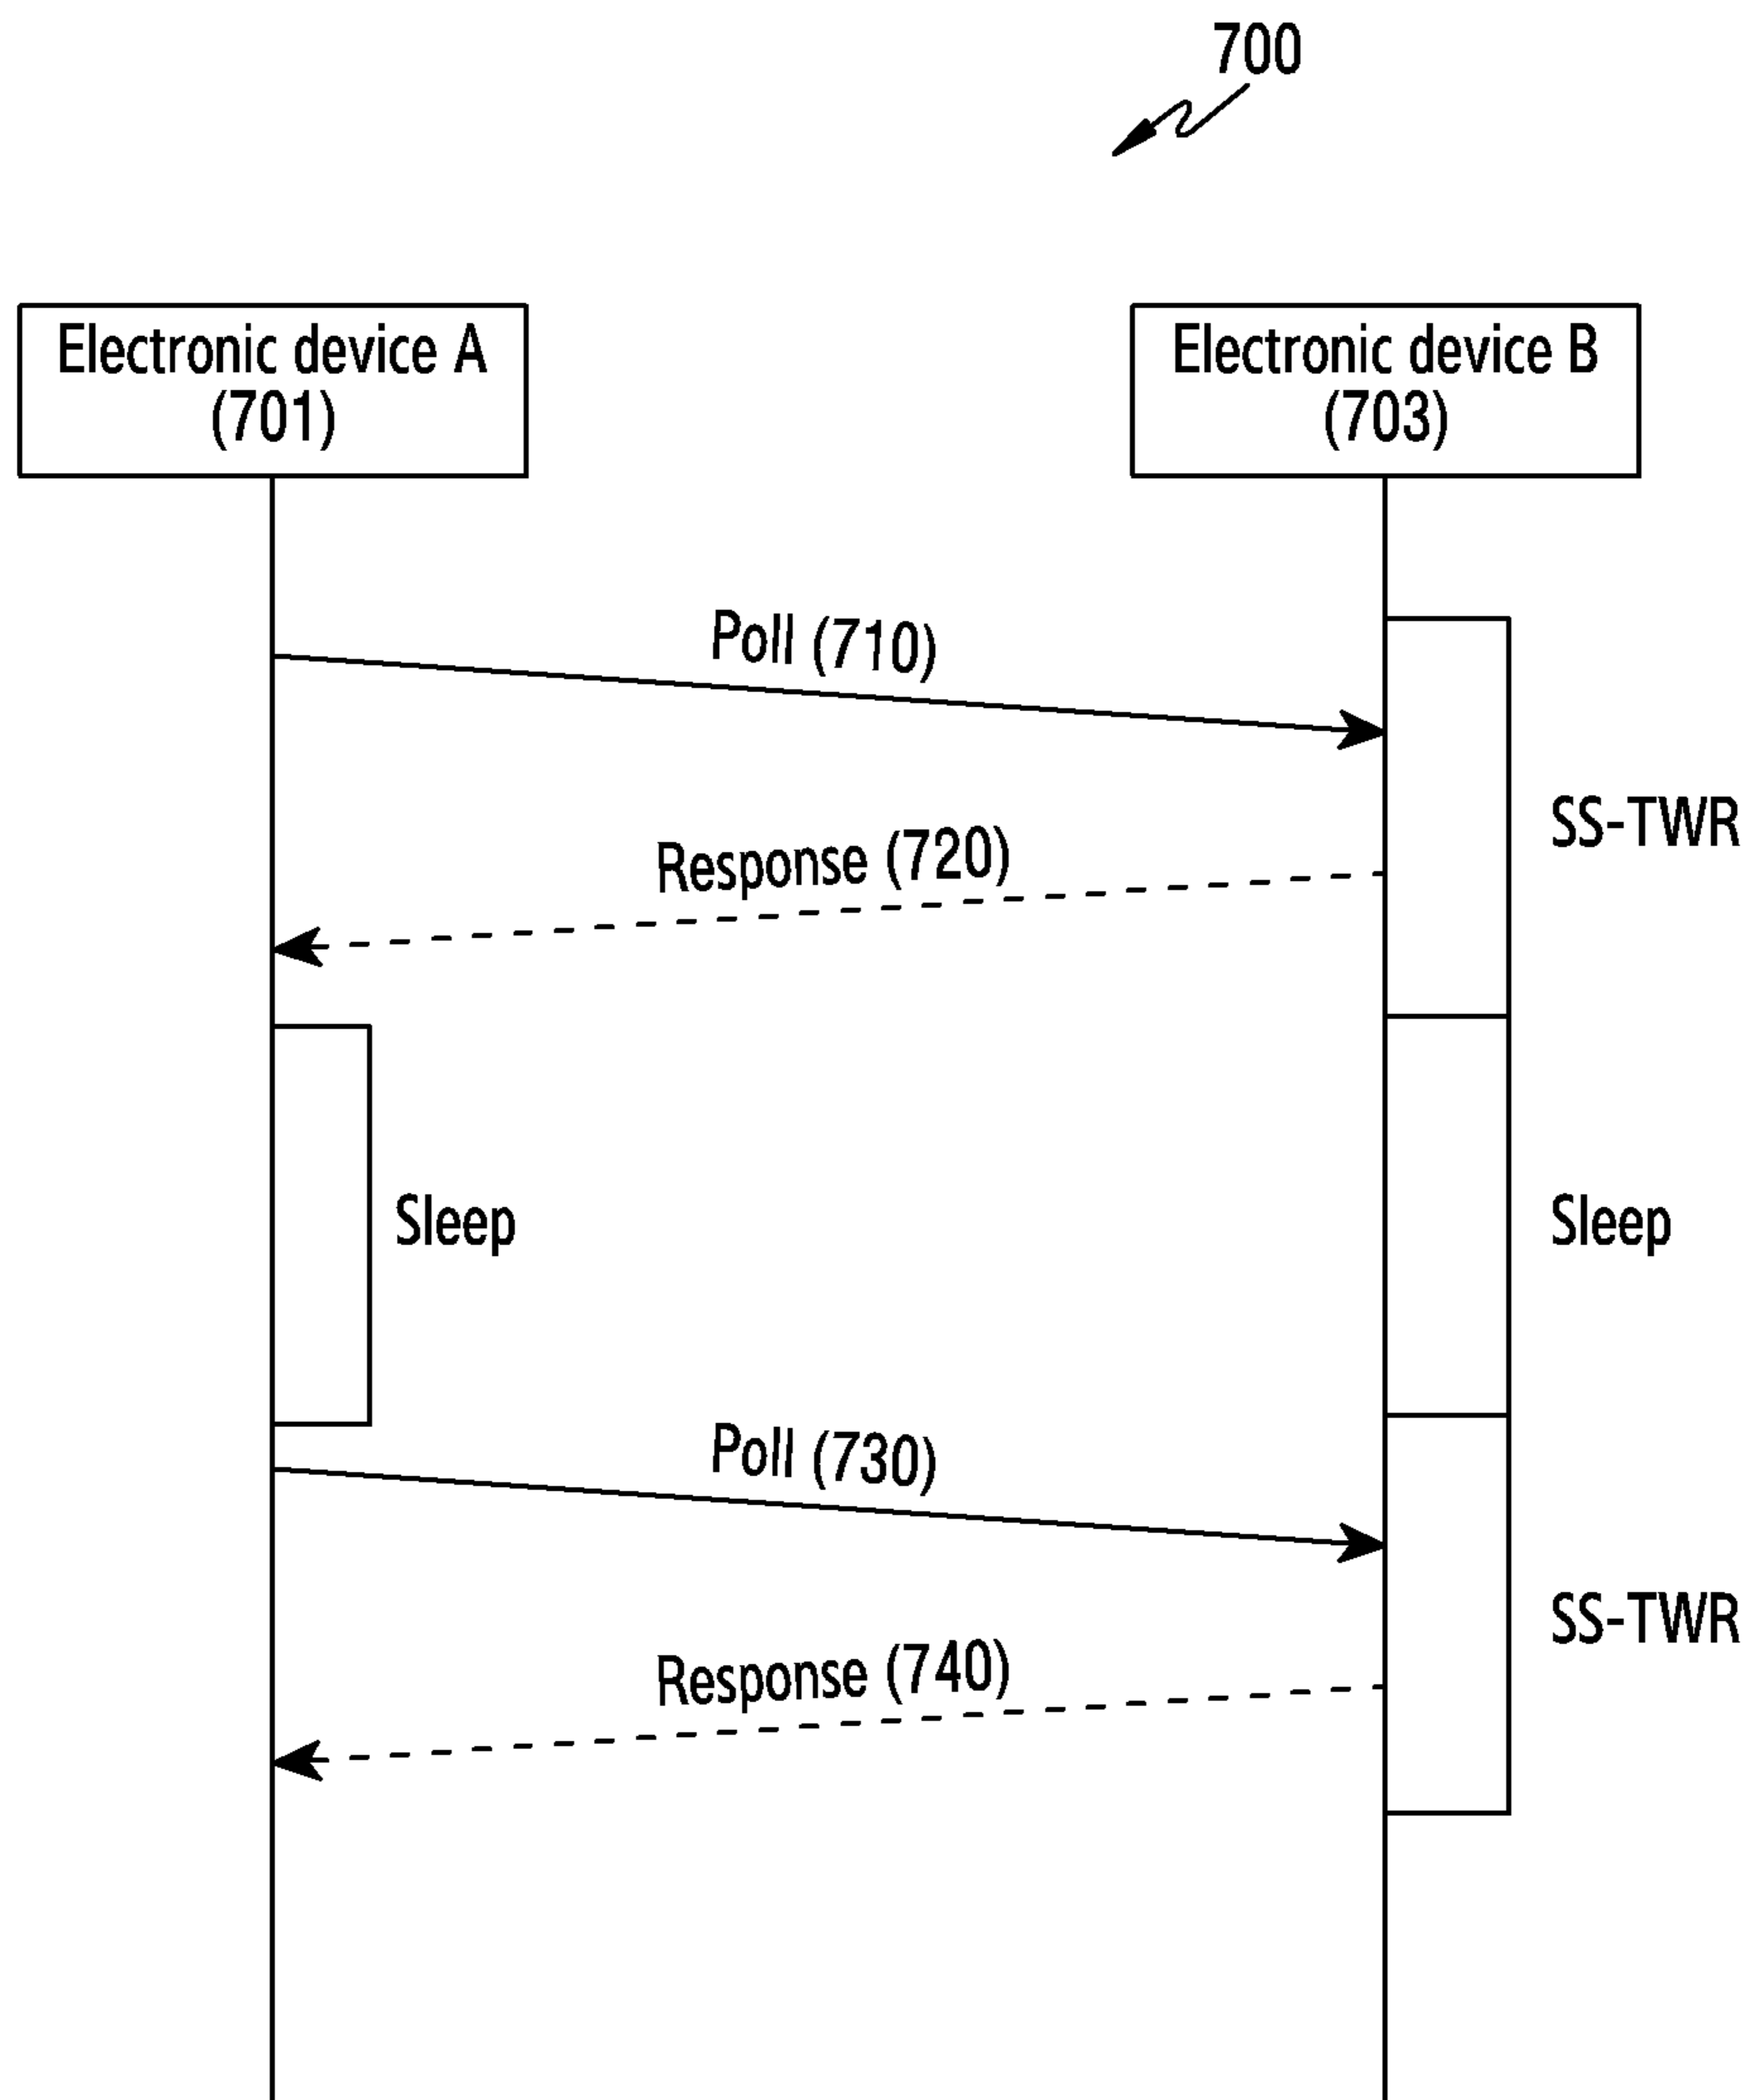 700
Electronic device A
(701)
Electronic device B
(703)
Poll (710)
SS-TWR
Response (720)
Sleep
Sleep
Poll (730)
SS-TWR
Response (740)